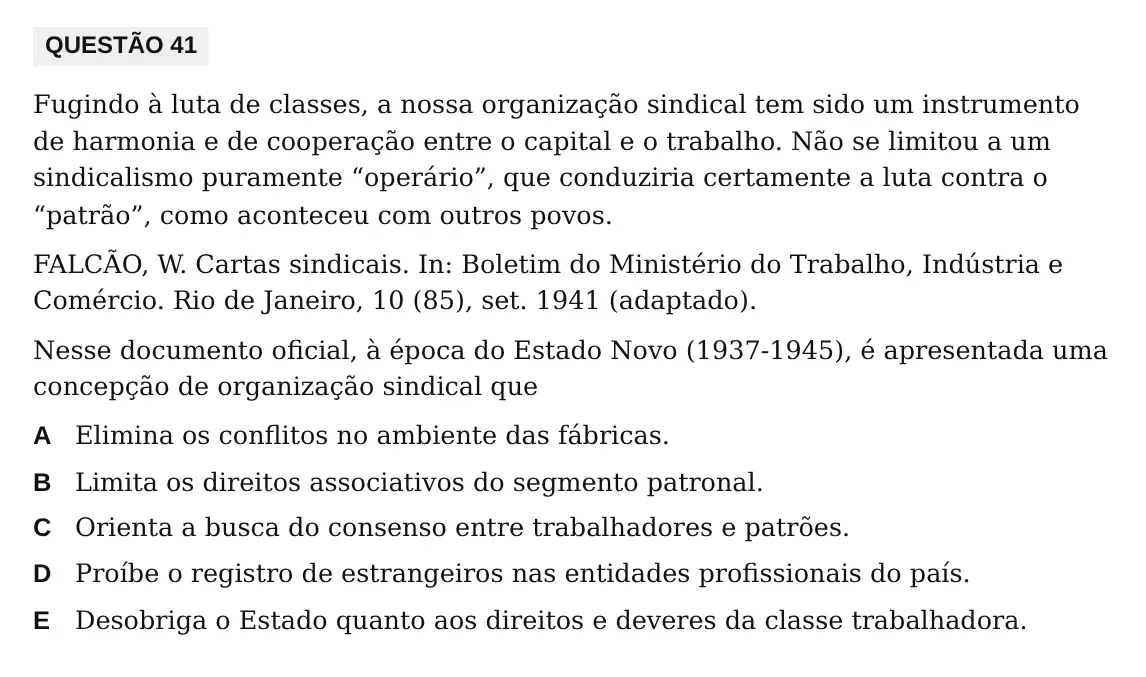 QUESTÃO 41
Fugindo à luta de classes, a nossa organização sindical tem sido um instrumento
de harmonia e de cooperação entre o capital e o trabalho. Não se limitou a um
sindicalismo puramente “operário”, que conduziria certamente a luta contra o
“patrão”, como aconteceu com outros povos.
FALCÃO, W. Cartas sindicais. In: Boletim do Ministério do Trabalho, Indústria e
Comércio. Rio de Janeiro, 10 (85), set. 1941 (adaptado).
Nesse documento oficial, à época do Estado Novo (1937-1945), é apresentada uma
concepção de organização sindical que
A Elimina os conflitos no ambiente das fábricas.
B Limita os direitos associativos do segmento patronal.
C Orienta a busca do consenso entre trabalhadores e patrões.
D Proíbe o registro de estrangeiros nas entidades profissionais do país.
E Desobriga o Estado quanto aos direitos e deveres da classe trabalhadora.